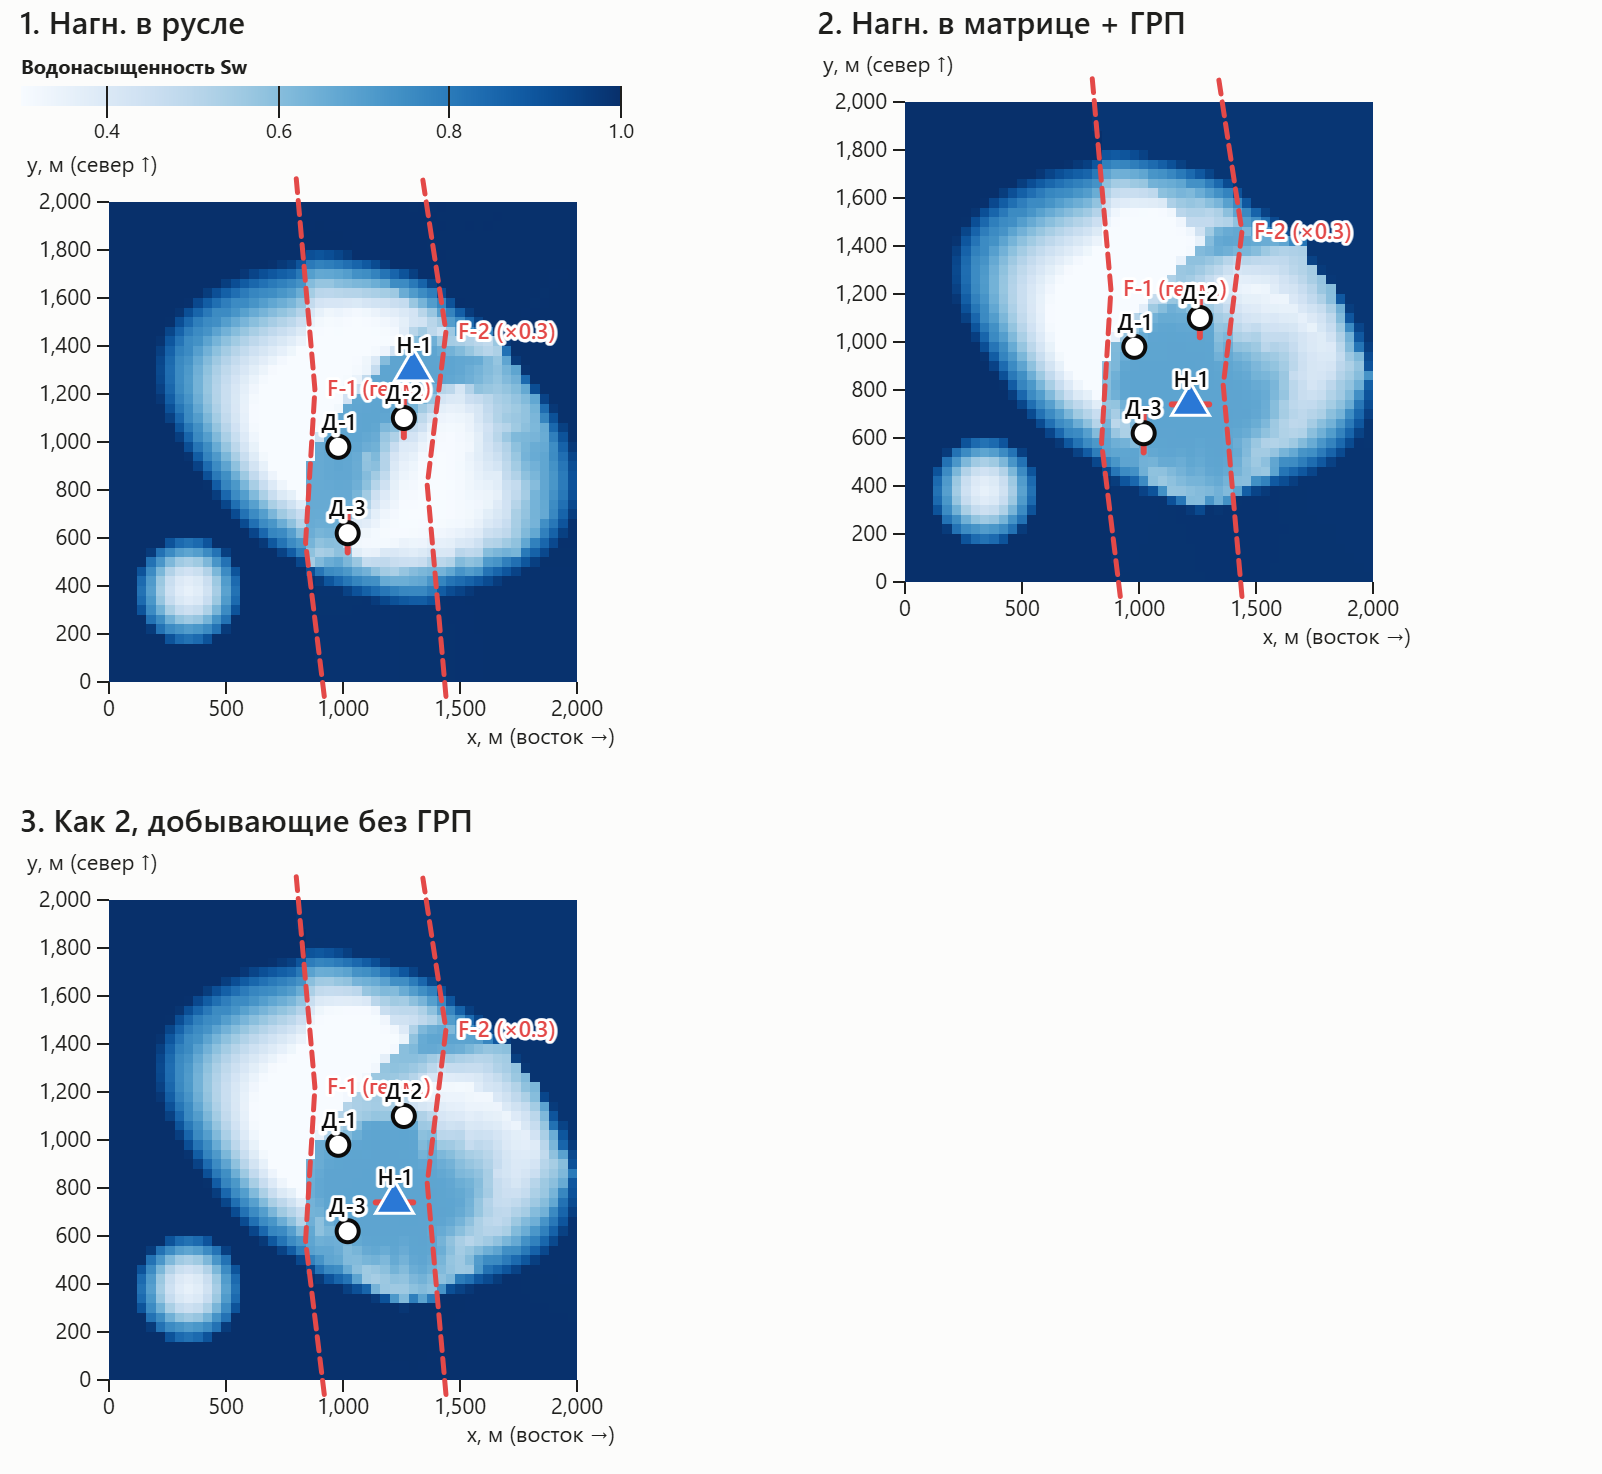 1. Нагн. в русле
Водонасыщенность Sw
0.4 0.6 0.8 1.0
y, м (север ↑)
2,000
1,800
1,600
1,400
1,200
1,000
800
600
400
200
0
F-2 (×0.3)
Н-1
F-1 (ге
Д-2
Д-1
Д-3
0 500 1,000 1,500 2,000
x, м (восток →)
2. Нагн. в матрице + ГРП
y, м (север ↑)
2,000
1,800
1,600
1,400
1,200
1,000
800
600
400
200
0
F-2 (×0.3)
F-1 (ге
Д-2
Д-1
Н-1
Д-3
0 500 1,000 1,500 2,000
x, м (восток →)
3. Как 2, добывающие без ГРП
y, м (север ↑)
2,000
1,800
1,600
1,400
1,200
1,000
800
600
400
200
0
F-2 (×0.3)
F-1 (ге
Д-2
Д-1
Н-1
Д-3
0 500 1,000 1,500 2,000
x, м (восток →)